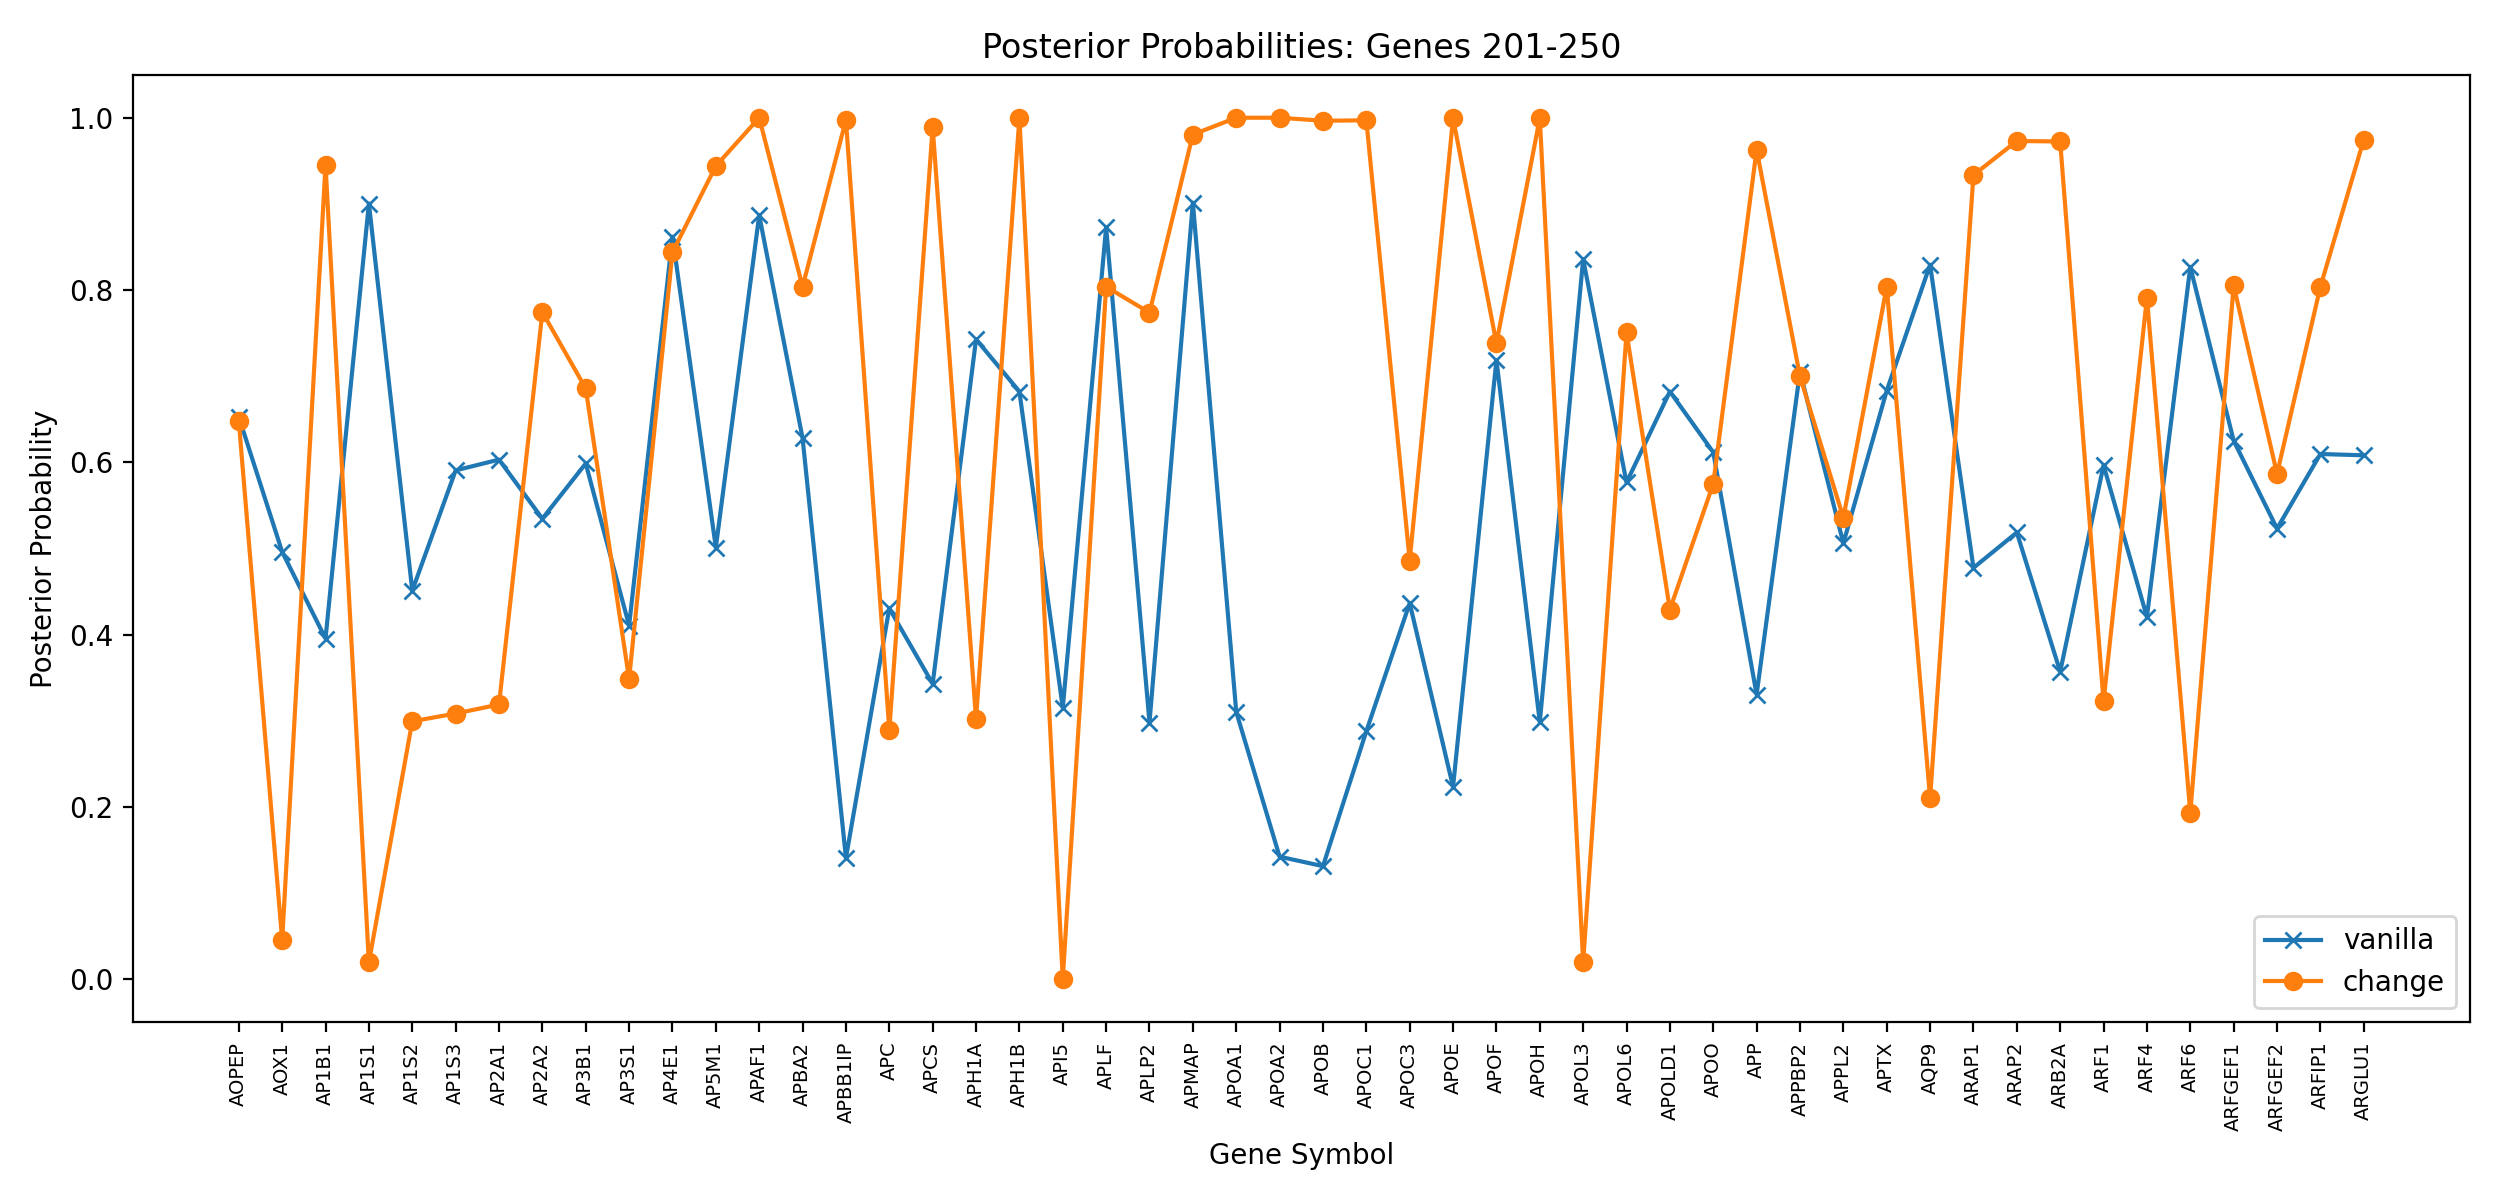 Posterior Probabilities: Genes 201-250
Posterior Probability
1.0
0.8
0.6
0.4
0.2
0.0
vanilla
change
AOPEP
AOX1
AP1B1
AP1S1
AP1S2
AP1S3
AP2A1
AP2A2
AP3B1
AP3S1
AP4E1
AP5M1
APAF1
APBA2
APBB1IP
APC
APCS
APH1A
APH1B
API5
APLF
APLP2
APMAP
APOA1
APOA2
APOB
APOC1
APOC3
APOE
APOF
APOH
APOL3
APOL6
APOLD1
APOO
APP
APPBP2
APPL2
APTX
AQP9
ARAP1
ARAP2
ARB2A
ARF1
ARF4
ARF6
ARFGEF1
ARFGEF2
ARFIP1
ARGLU1
Gene Symbol